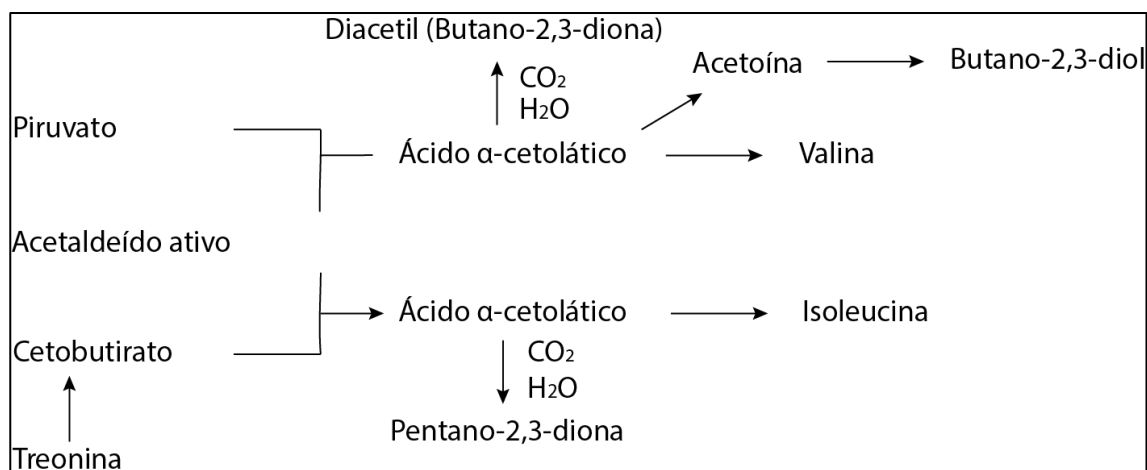 Diacetil (Butano-2,3-diona)
CO₂
H₂O
Acetoína
Butano-2,3-diol
Piruvato
Ácido α-cetolático
Valina
Acetaldeído ativo
Ácido α-cetolático
Isoleucina
Cetobutirato
CO₂
H₂O
Pentano-2,3-diona
Treonina